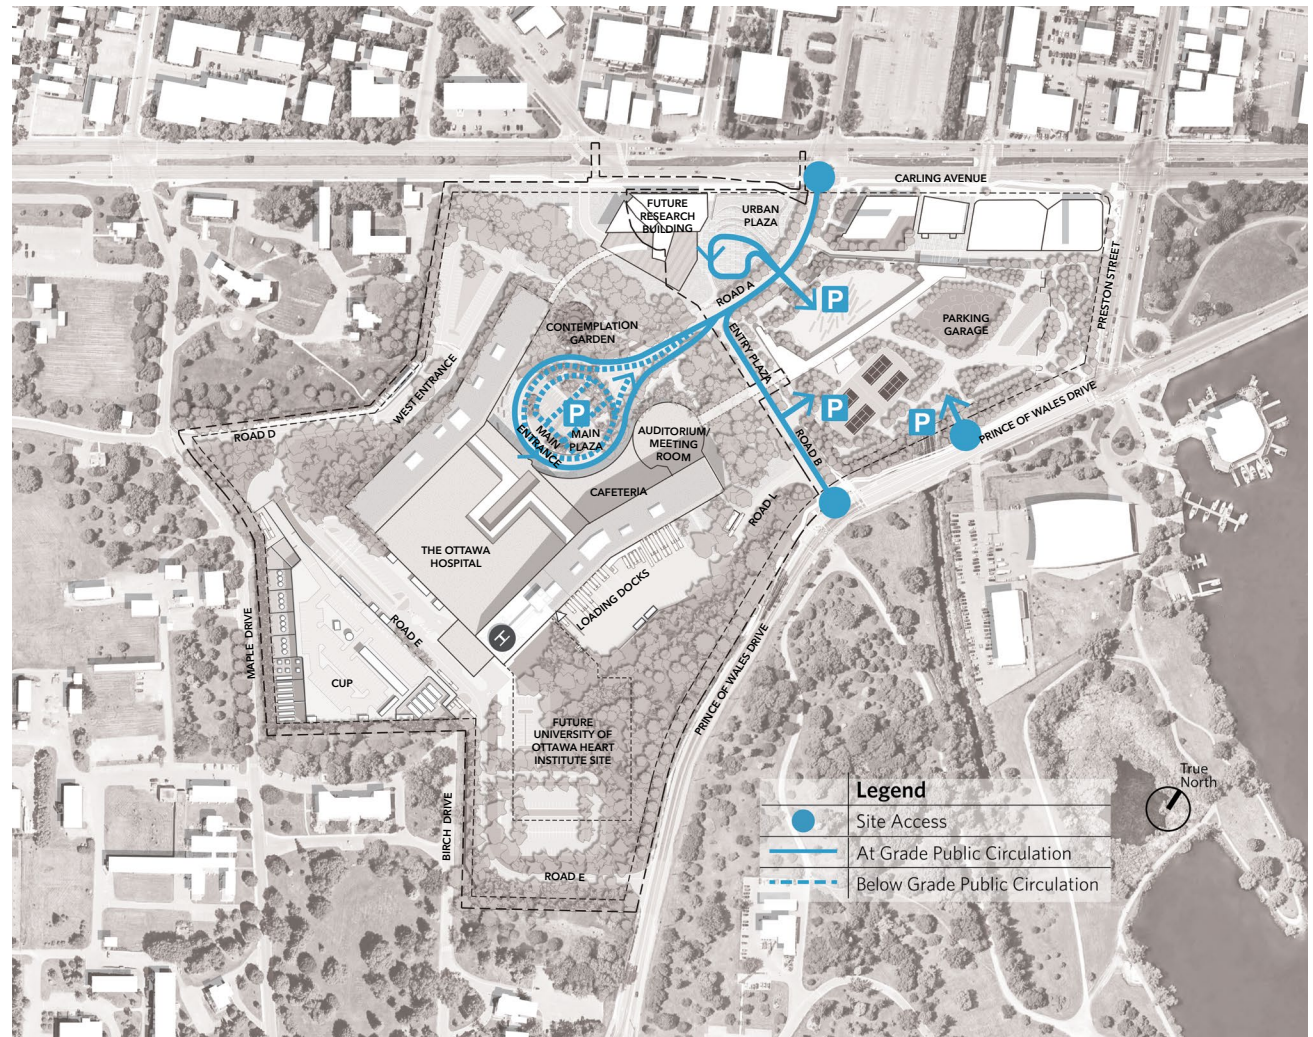 CARLING AVENUE
FUTURE
RESEARCH
BUILDING
URBAN
PLAZA
PRESTON STREET
ROAD A
P
PARKING
GARAGE
CONTEMPLATION
GARDEN
ENTRY PLAZA
WEST ENTRANCE
P
P
P
PRINCE OF WALES DRIVE
ROAD D
MAIN
ENTRANCE
MAIN
PLAZA
AUDITORIUM/
MEETING
ROOM
ROAD B
CAFETERIA
ROAD L
THE OTTAWA
HOSPITAL
LOADING DOCKS
ROAD E
H
MAPLE DRIVE
CUP
PRINCE OF WALES DRIVE
FUTURE
UNIVERSITY OF
OTTAWA HEART
INSTITUTE SITE
BIRCH DRIVE
ROAD E
True
North
Legend
Site Access
At Grade Public Circulation
Below Grade Public Circulation